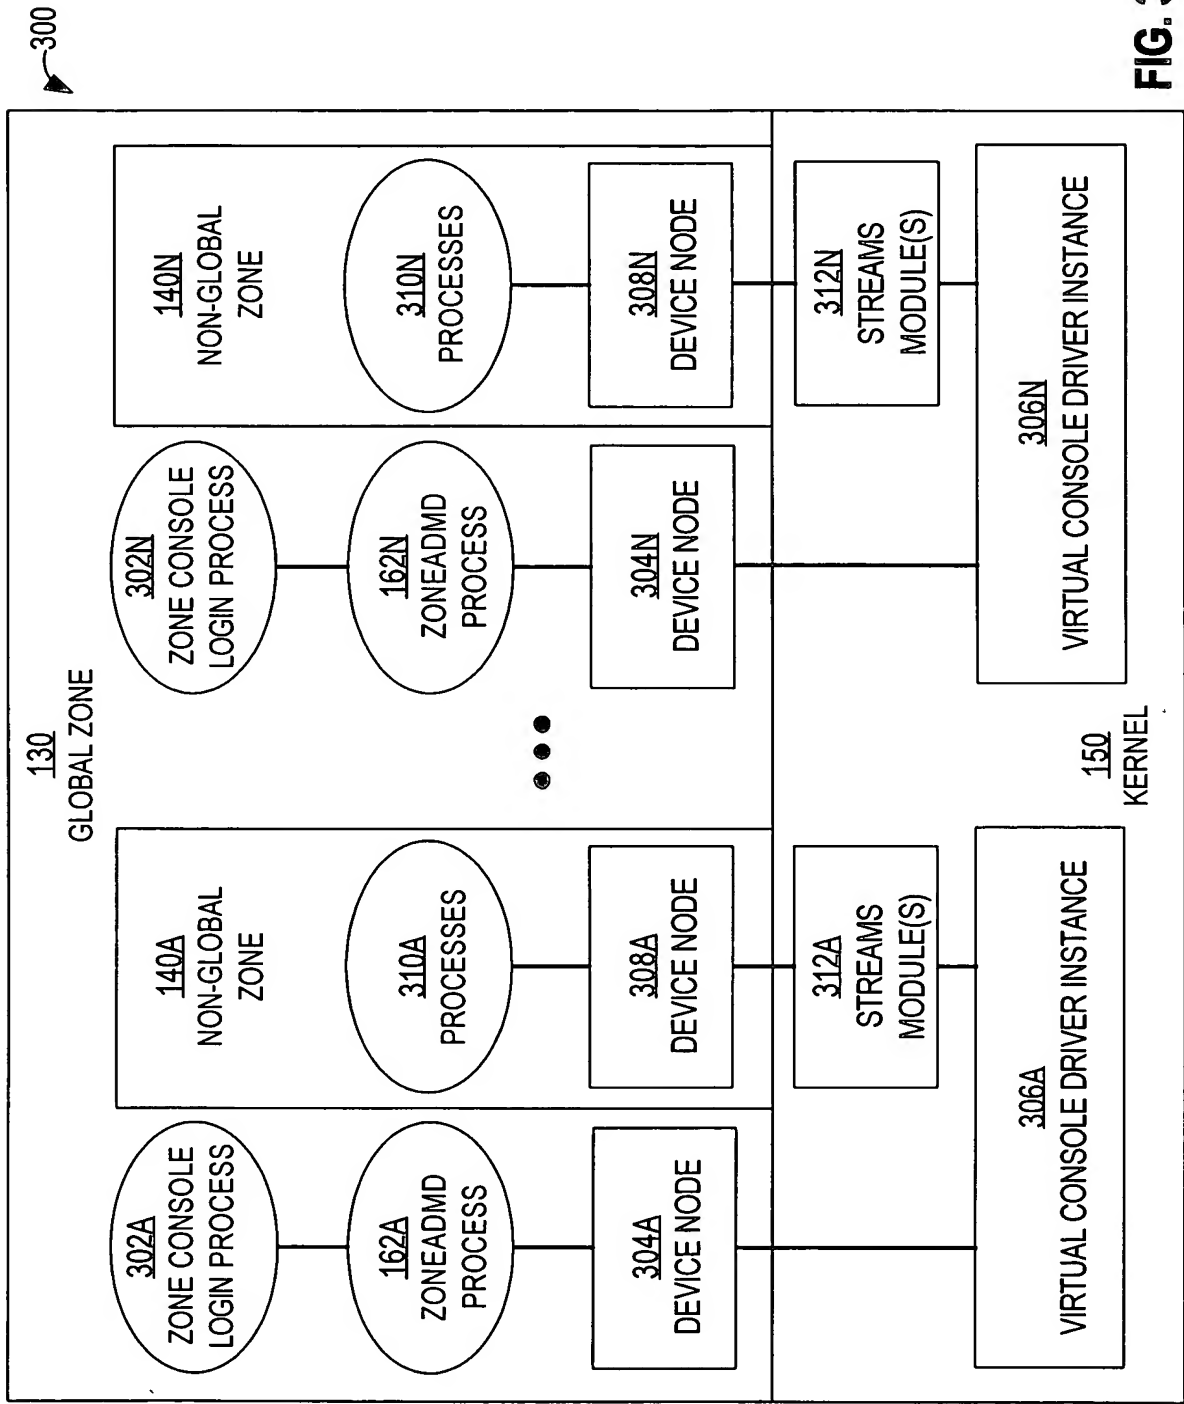 300
130
GLOBAL ZONE
302A
ZONE CONSOLE
LOGIN PROCESS
162A
ZONEADMD
PROCESS
304A
DEVICE NODE
140A
NON-GLOBAL
ZONE
310A
PROCESSES
308A
DEVICE NODE
302N
ZONE CONSOLE
LOGIN PROCESS
162N
ZONEADMD
PROCESS
304N
DEVICE NODE
140N
NON-GLOBAL
ZONE
310N
PROCESSES
308N
DEVICE NODE
312A
STREAMS
MODULE(S)
306A
VIRTUAL CONSOLE DRIVER INSTANCE
312N
STREAMS
MODULE(S)
306N
VIRTUAL CONSOLE DRIVER INSTANCE
150
KERNEL
FIG. 3